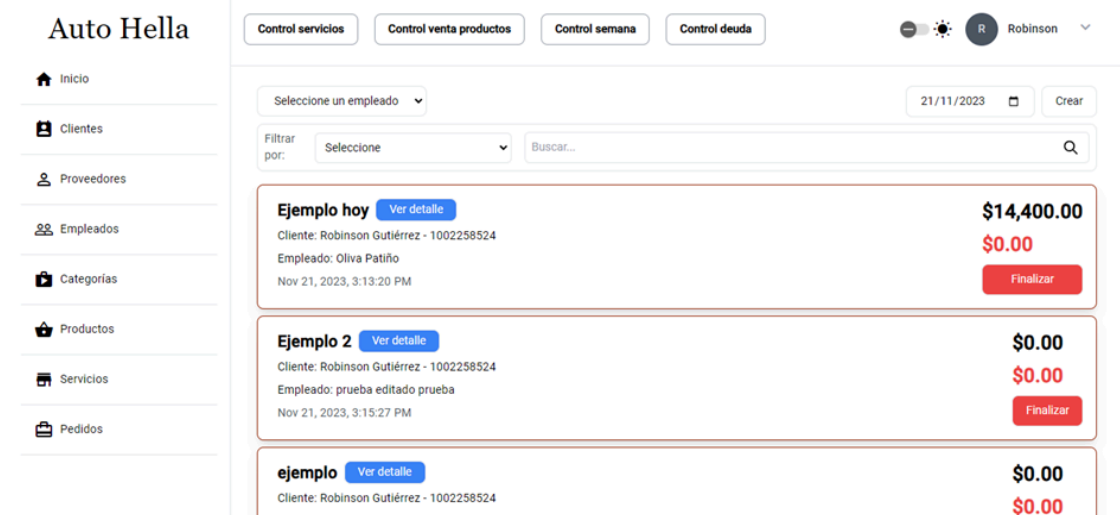 Auto Hella
Control servicios
Control venta productos
Control semana
Control deuda
R
Robinson
Inicio
Clientes
Proveedores
Empleados
Categorías
Productos
Servicios
Pedidos
Seleccione un empleado
21/11/2023
Crear
Filtrar
por:
Seleccione
Buscar...
Ejemplo hoy Ver detalle
$14,400.00
Cliente: Robinson Gutiérrez - 1002258524
$0.00
Empleado: Oliva Patiño
Nov 21, 2023, 3:13:20 PM
Finalizar
Ejemplo 2 Ver detalle
$0.00
Cliente: Robinson Gutiérrez - 1002258524
$0.00
Empleado: prueba editado prueba
Nov 21, 2023, 3:15:27 PM
Finalizar
ejemplo Ver detalle
$0.00
Cliente: Robinson Gutiérrez - 1002258524
$0.00